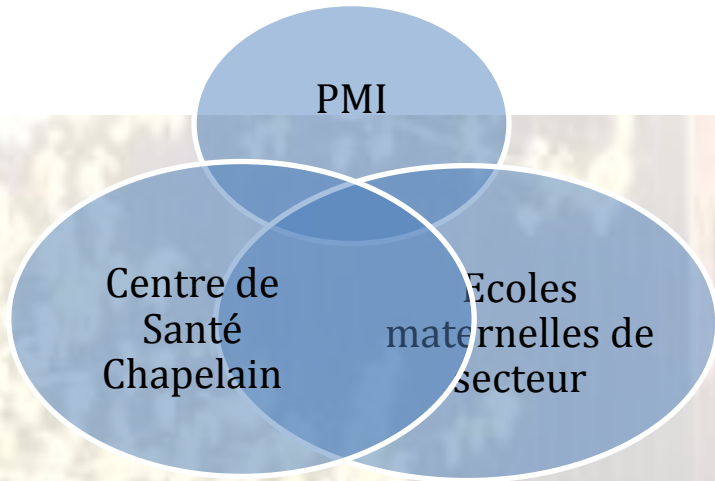 PMI
Centre de
Santé
Chapelain
Ecoles
maternelles de
secteur